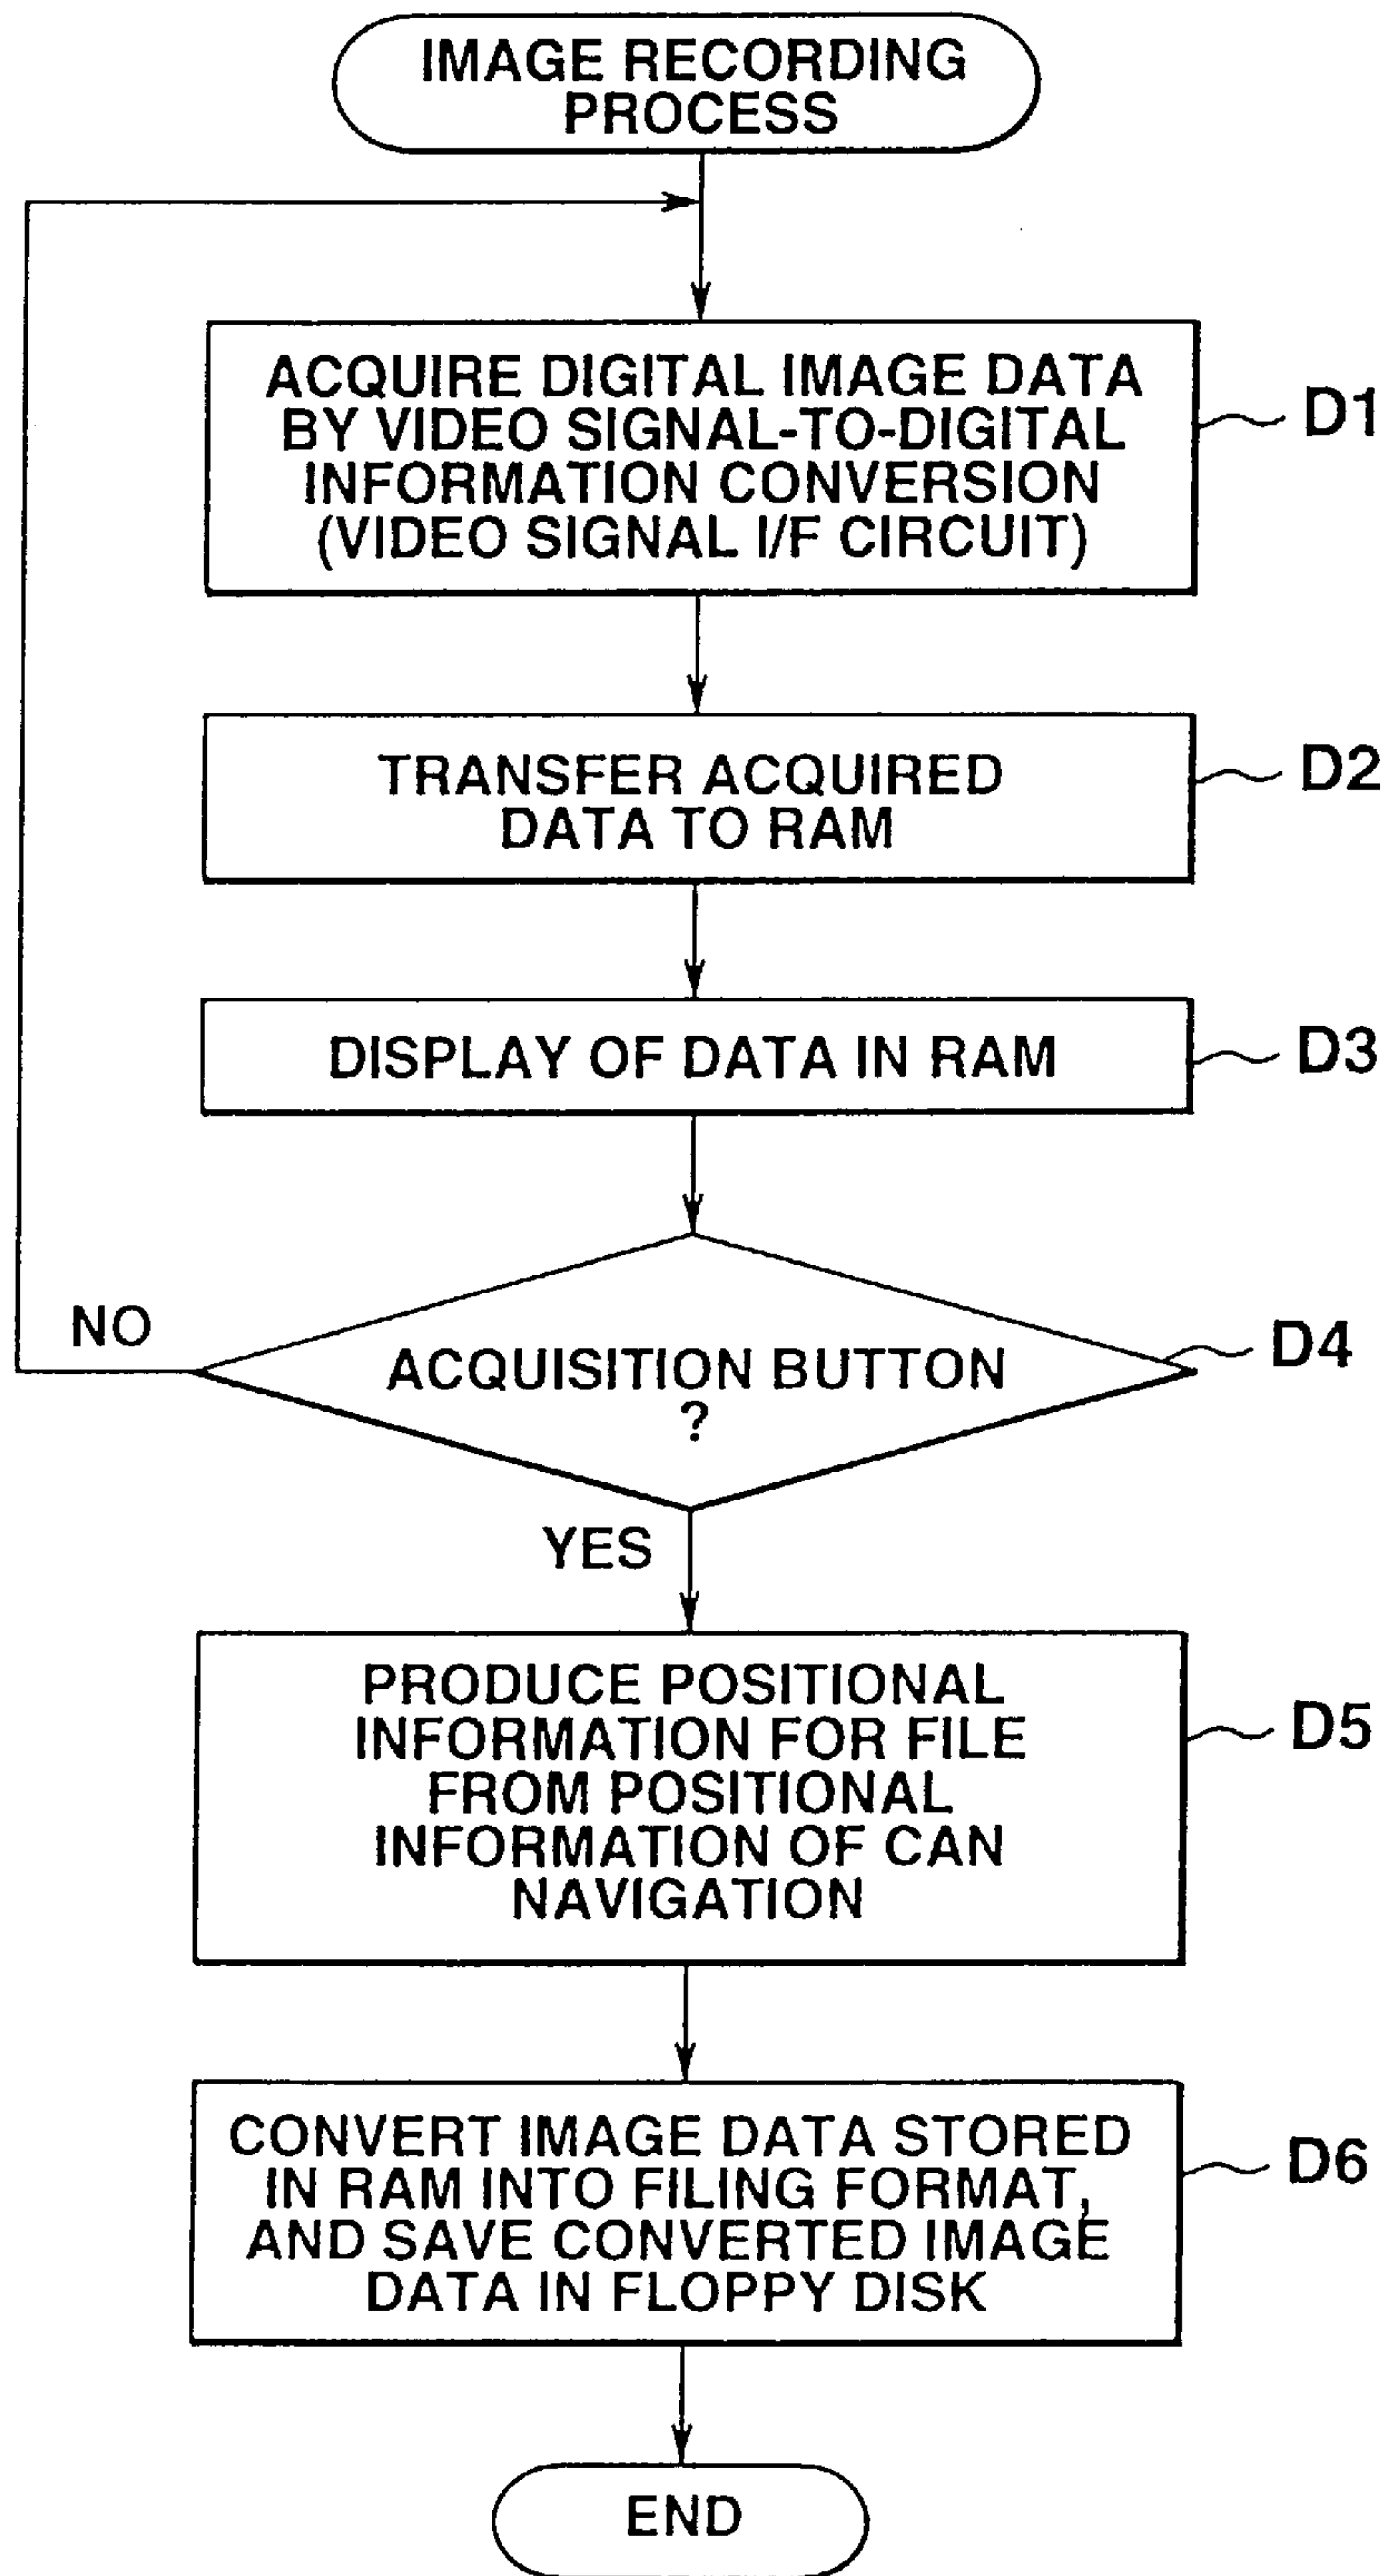 IMAGE RECORDING
PROCESS
ACQUIRE DIGITAL IMAGE DATA
BY VIDEO SIGNAL-TO-DIGITAL
INFORMATION CONVERSION
(VIDEO SIGNAL I/F CIRCUIT)
D1
TRANSFER ACQUIRED
DATA TO RAM
D2
DISPLAY OF DATA IN RAM
D3
NO
ACQUISITION BUTTON
?
D4
YES
PRODUCE POSITIONAL
INFORMATION FOR FILE
FROM POSITIONAL
INFORMATION OF CAN
NAVIGATION
D5
CONVERT IMAGE DATA STORED
IN RAM INTO FILING FORMAT,
AND SAVE CONVERTED IMAGE
DATA IN FLOPPY DISK
D6
END